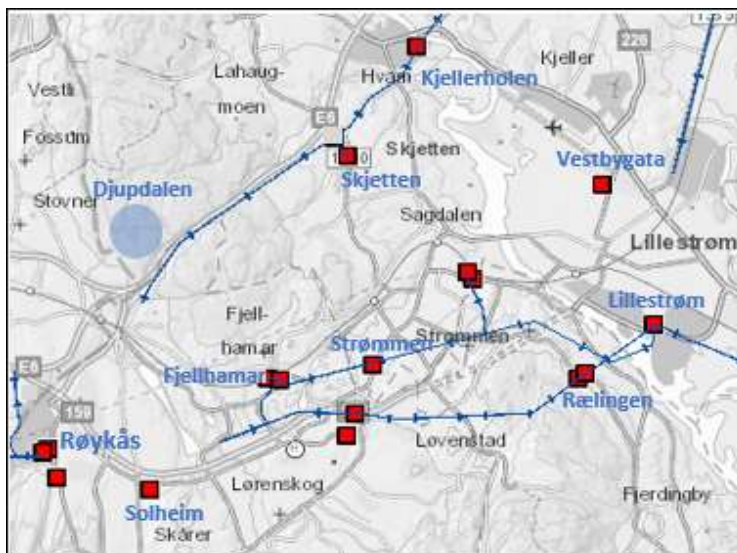 Hvam
Kjeller
220
Kjellerholen
Lahaug-
moen
Vestli
Fossum
E6
Skjetten
Skjetten
Vestbygata
Djupdalen
Stovner
Sagdalen
Lillestrøm
Lillestrøm
Fjell-
hamar
Strømmen
Strømmen
Fjellhamar
Rælingen
E6
159
Røykås
Løvenstad
Lørenskog
Solheim
Skårer
Fjerdingby